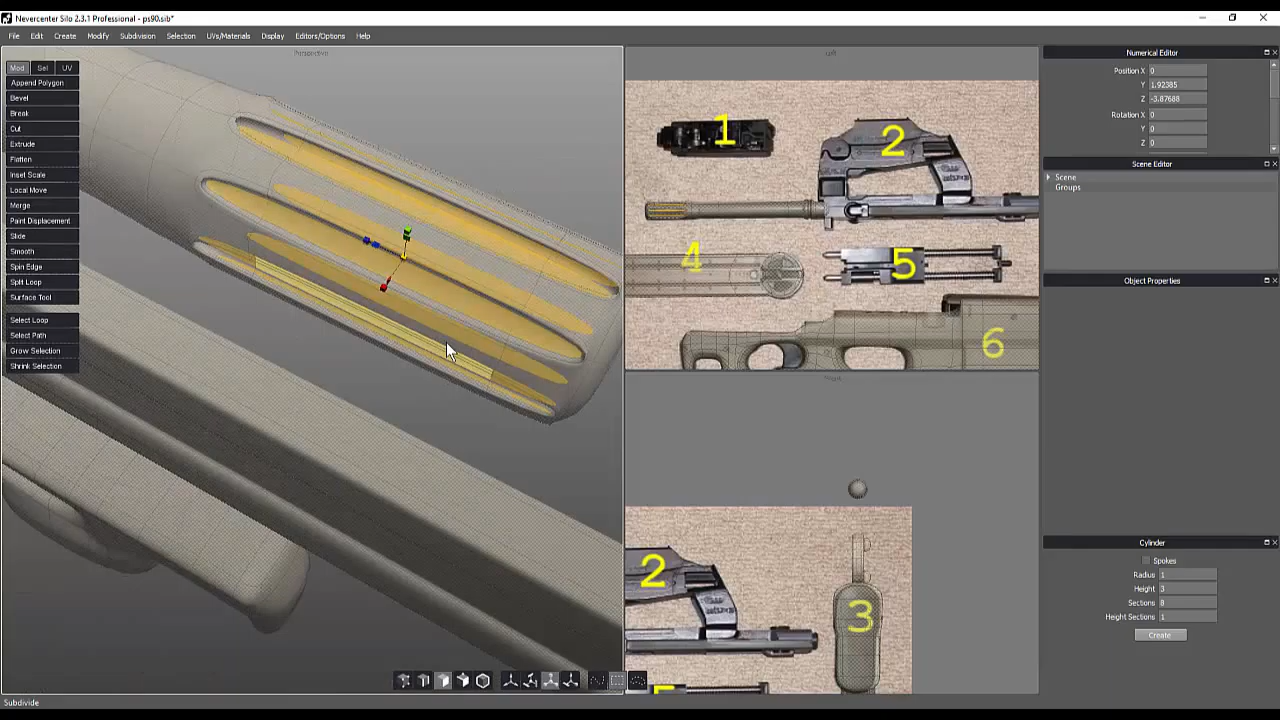 Nevercenter Silo 2.3.1 Professional - ps90.sib*
File Edit Create Modify Subdivision Selection UVs/Materials Display Editors/Options Help
Perspective
Left
Numerical Editor
Mod Sel UV
Append Polygon
Bevel
Break
Cut
Extrude
Flatten
Inset Scale
Local Move
Merge
Paint Displacement
Slide
Smooth
Spin Edge
Split Loop
Surface Tool
Select Loop
Select Path
Grow Selection
Shrink Selection
1
2
4
5
6
2
3
5
Position X 0
Y 1.92385
Z -3.87688
Rotation X 0
Y 0
Z 0
Scene Editor
Scene
Groups
Object Properties
Cylinder
Spokes
Radius 1
Height 3
Sections 8
Height Sections 1
Create
Subdivide